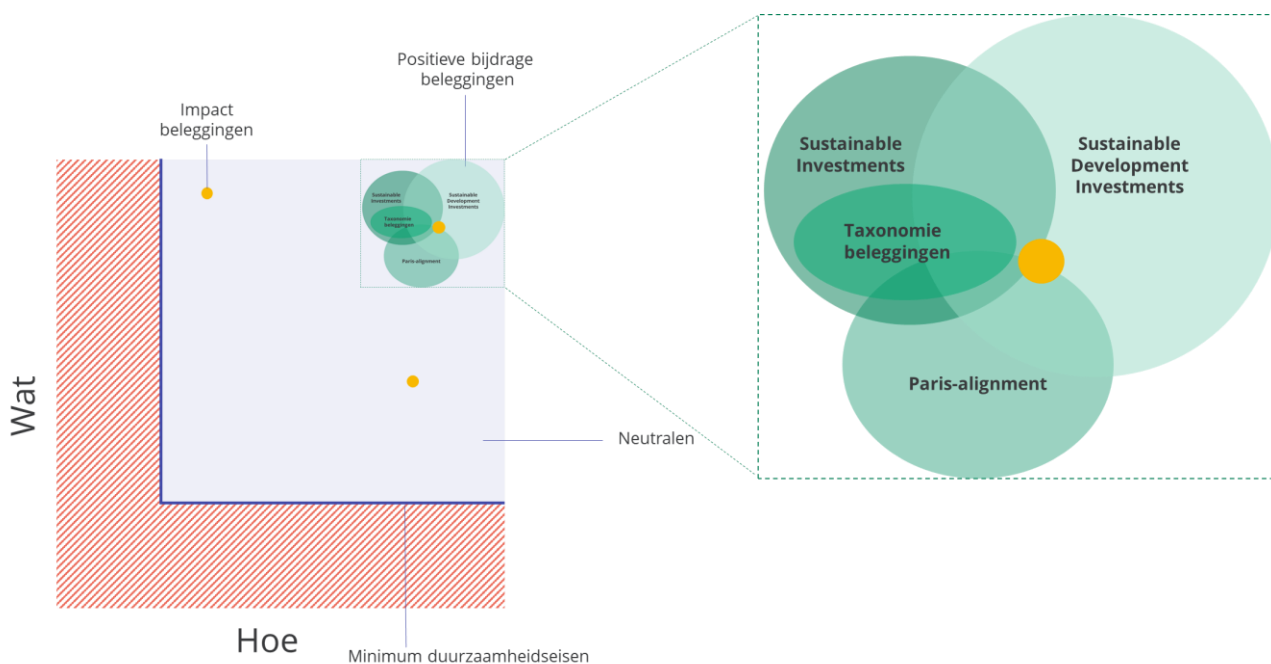 Positieve bijdrage
beleggingen
Impact
beleggingen
Sustainable
Investments
Sustainable
Development
Investments
Taxonomie
beleggingen
Paris-alignment
Wat
Neutralen
Hoe
Minimum duurzaamheidseisen
Sustainable
Investments
Sustainable
Development
Investments
Taxonomie
beleggingen
Paris-alignment